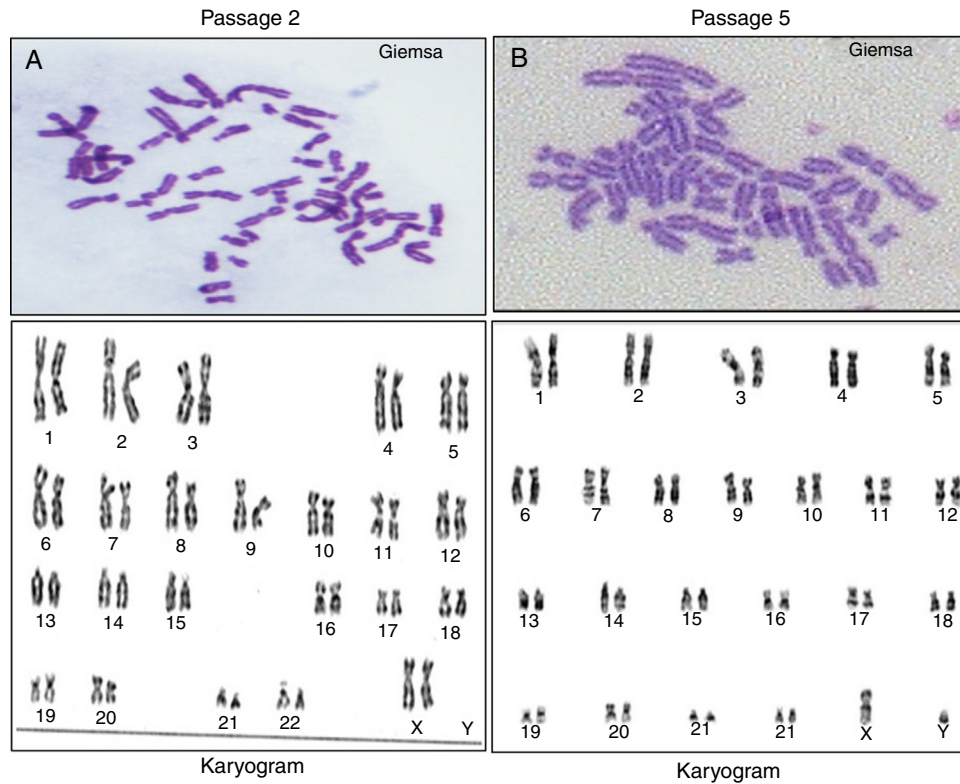 Passage 2
Passage 5
A
Giemsa
B
Giemsa
1 2 3 4 5
6 7 8 9 10 11 12
13 14 15 16 17 18
19 20 21 22 X Y
Karyogram
1 2 3 4 5
6 7 8 9 10 11 12
13 14 15 16 17 18
19 20 21 21 X Y
Karyogram